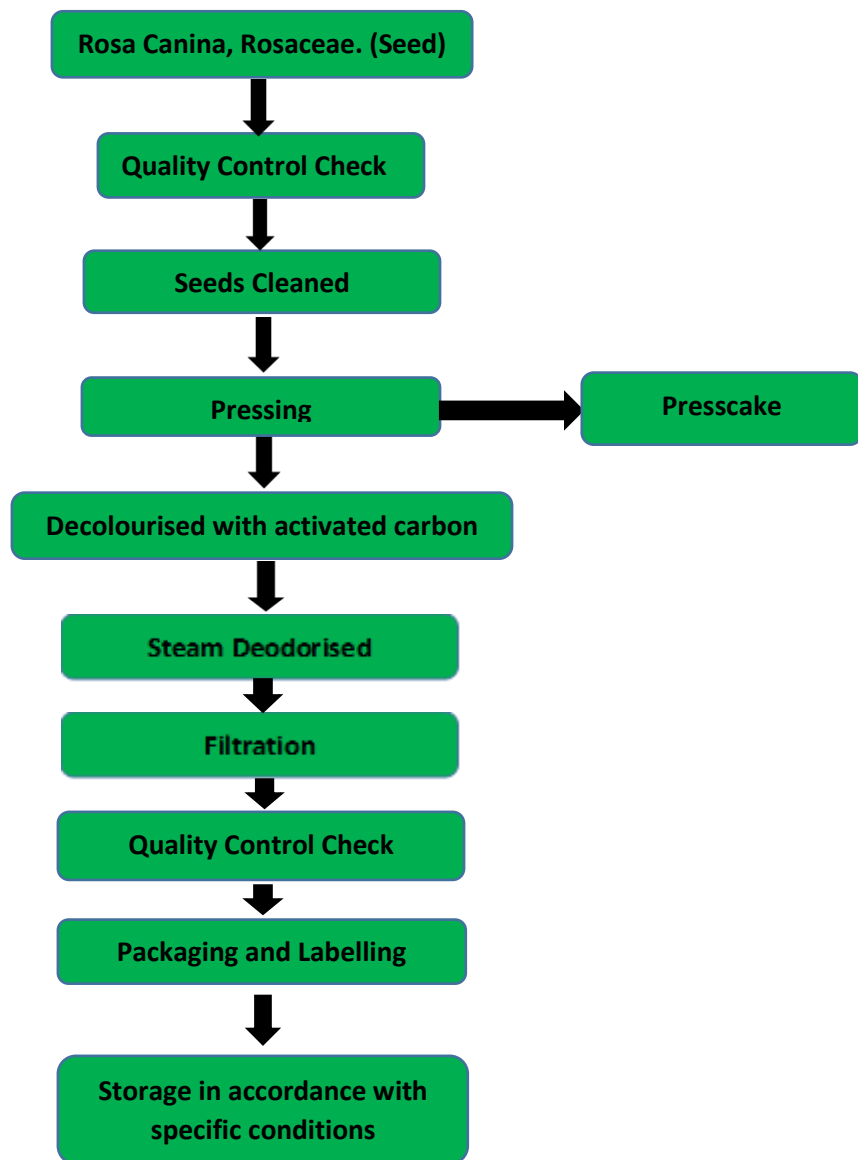 Rosa Canina, Rosaceae. (Seed)
Quality Control Check
Seeds Cleaned
Pressing
Presscake
Decolourised with activated carbon
Steam Deodorised
Filtration
Quality Control Check
Packaging and Labelling
Storage in accordance with
specific conditions